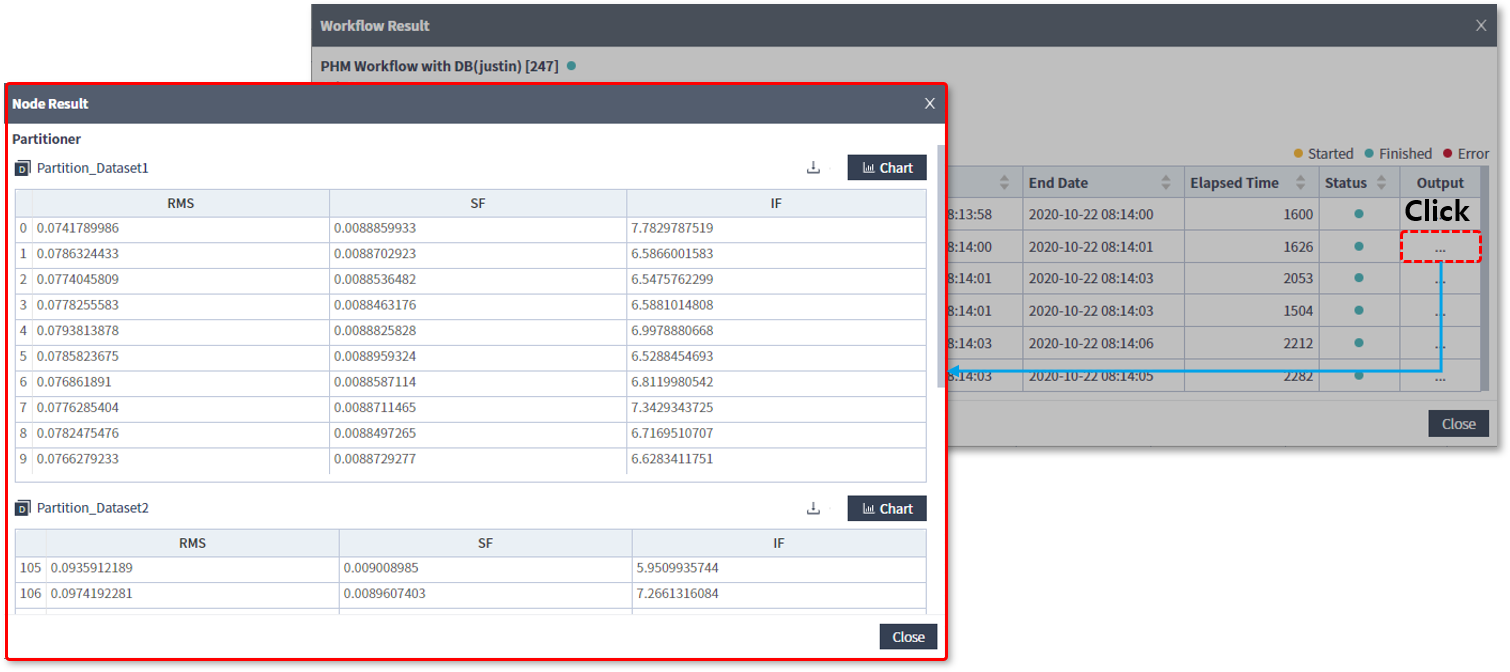 Workflow Result
PHM Workflow with DB(justin) [247]
Started Finished Error
End Date Elapsed Time Status Output
Click
8:13:58 2020-10-22 08:14:00 1600
8:14:00 2020-10-22 08:14:01 1626 ...
8:14:01 2020-10-22 08:14:03 2053 ...
8:14:01 2020-10-22 08:14:03 1504 ...
8:14:03 2020-10-22 08:14:06 2212 ...
8:14:03 2020-10-22 08:14:05 2282 ...
Close
Node Result
Partitioner
D Partition_Dataset1 Chart
RMS SF IF
0 0.0741789986 0.0088859933 7.7829787519
1 0.0786324433 0.0088702923 6.5866001583
2 0.0774045809 0.0088536482 6.5475762299
3 0.0778255583 0.0088463176 6.5881014808
4 0.0793813878 0.0088825828 6.9978880668
5 0.0785823675 0.0088959324 6.5288454693
6 0.076861891 0.0088587114 6.8119980542
7 0.0776285404 0.0088711465 7.3429343725
8 0.0782475476 0.0088497265 6.7169510707
9 0.0766279233 0.0088729277 6.6283411751
D Partition_Dataset2 Chart
RMS SF IF
105 0.0935912189 0.009008985 5.9509935744
106 0.0974192281 0.0089607403 7.2661316084
Close